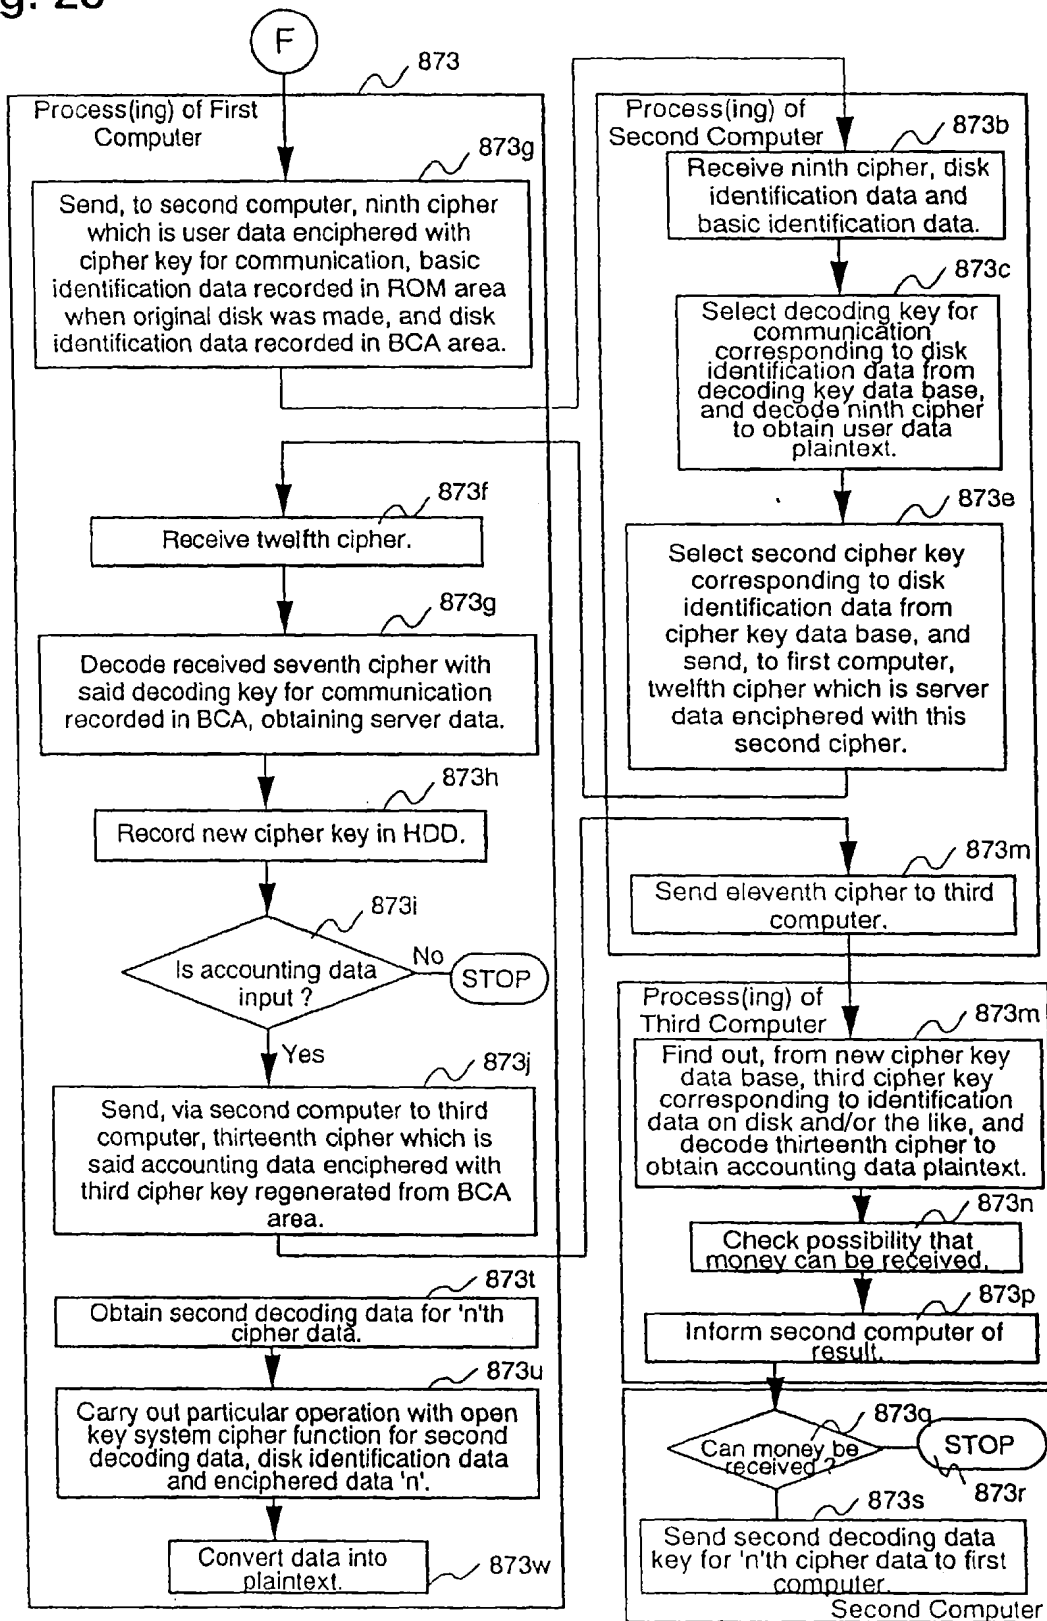 F
873
Process(ing) of First
Computer
873g
Send, to second computer, ninth cipher
which is user data enciphered with
cipher key for communication, basic
identification data recorded in ROM area
when original disk was made, and disk
identification data recorded in BCA area.
873f
Receive twelfth cipher.
873g
Decode received seventh cipher with
said decoding key for communication
recorded in BCA, obtaining server data.
873h
Record new cipher key in HDD.
873i
Is accounting data
input ?
No
STOP
Yes
873j
Send, via second computer to third
computer, thirteenth cipher which is
said accounting data enciphered with
third cipher key regenerated from BCA
area.
873t
Obtain second decoding data for 'n'th
cipher data.
873u
Carry out particular operation with open
key system cipher function for second
decoding data, disk identification data
and enciphered data 'n'.
Convert data into
plaintext.
873w
Process(ing) of
Second Computer
873b
Receive ninth cipher, disk
identification data and
basic identification data.
873c
Select decoding key for
communication
corresponding to disk
identification data from
decoding key data base,
and decode ninth cipher
to obtain user data
plaintext.
873e
Select second cipher key
corresponding to disk
identification data from
cipher key data base, and
send, to first computer,
twelfth cipher which is server
data enciphered with this
second cipher.
873m
Send eleventh cipher to third
computer.
Process(ing) of
Third Computer
873m
Find out, from new cipher key
data base, third cipher key
corresponding to identification
data on disk and/or the like, and
decode thirteenth cipher to
obtain accounting data plaintext.
873n
Check possibility that
money can be received.
873p
Inform second computer of
result.
873q
Can money be
received ?
STOP
873r
873s
Send second decoding data
key for 'n'th cipher data to first
computer.
Second Computer